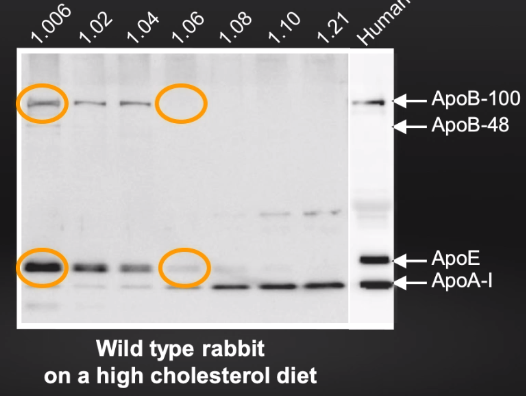 1.006 1.02 1.04 1.06 1.08 1.10 1.21 Human
ApoB-100
ApoB-48
ApoE
ApoA-I
Wild type rabbit
on a high cholesterol diet